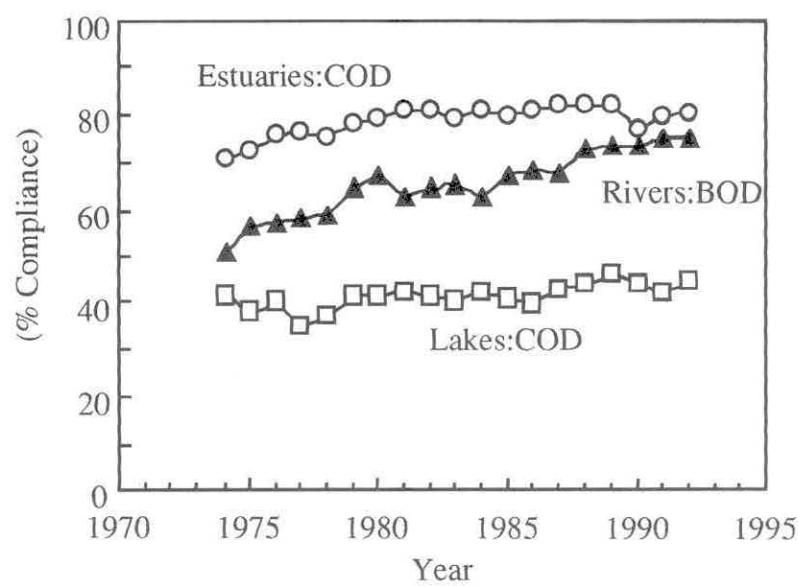 100
80
60
40
20
0
(% Compliance)
Estuaries:COD
Rivers:BOD
Lakes:COD
1970 1975 1980 1985 1990 1995
Year